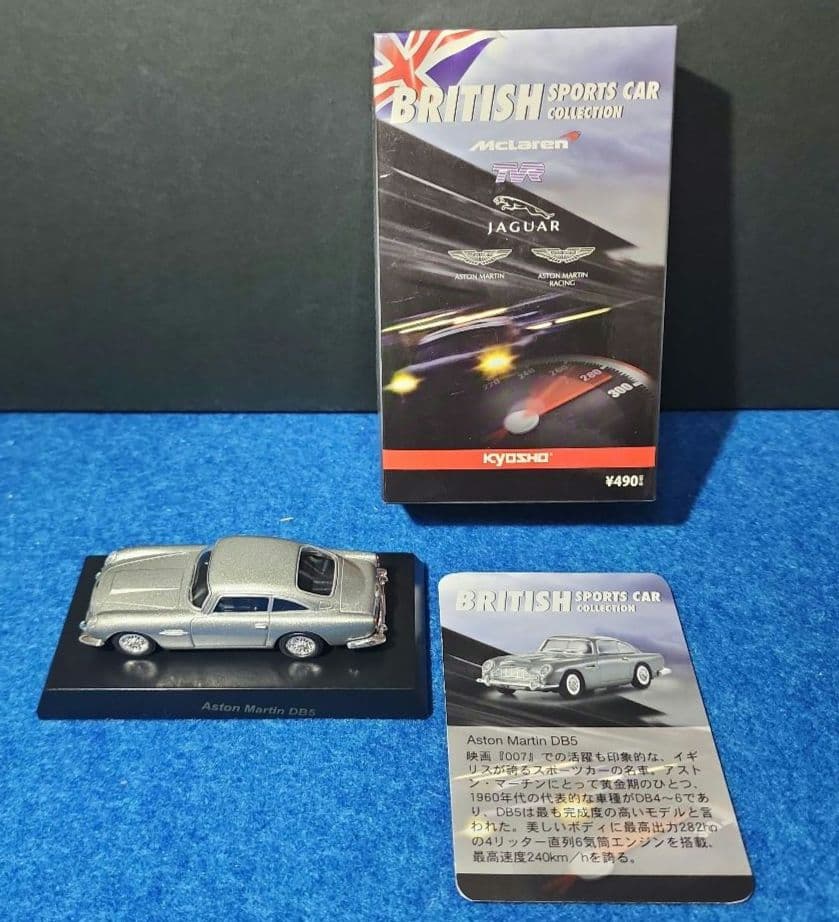 BRITISH SPORTS CAR COLLECTION
McLaren
TVR
JAGUAR
ASTON MARTIN
ASTON MARTIN RACING
220 240 260 280 300
KYOSHO
¥490
Aston Martin DB5
BRITISH SPORTS CAR COLLECTION
Aston Martin DB5
映画『007』での活躍も印象的な、イギ
リスが誇るスポーツカーの名車。アスト
ン・マーチンにとって黄金期のひとつ、
1960年代の代表的な車種がDB4〜6であ
り、DB5は最も完成度の高いモデルと言
われた。美しいボディに最高出力282hp
の4リッター直列6気筒エンジンを搭載、
最高速度240km/hを誇る。